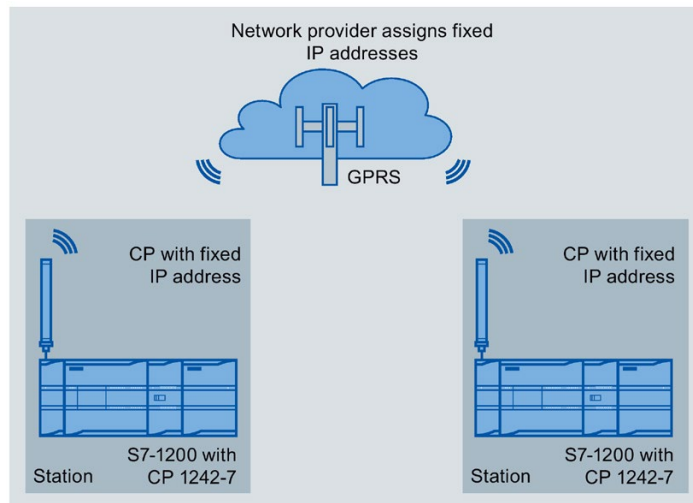 Network provider assigns fixed
IP addresses
GPRS
CP with fixed
IP address
S7-1200 with
CP 1242-7
Station
CP with fixed
IP address
S7-1200 with
CP 1242-7
Station